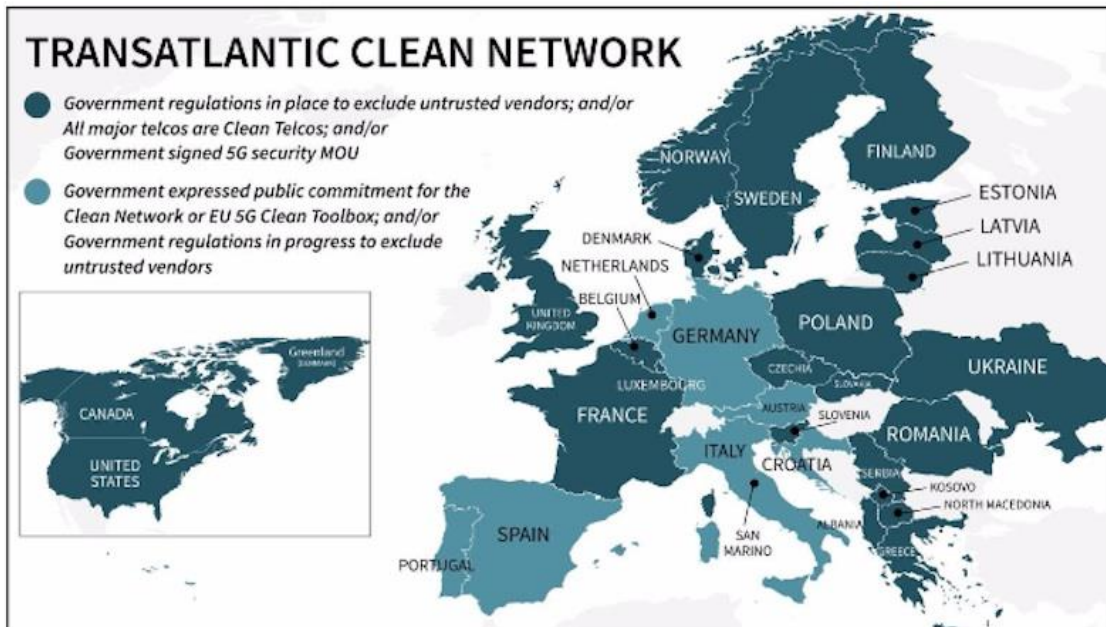 TRANSATLANTIC CLEAN NETWORK
Government regulations in place to exclude untrusted vendors; and/or
All major telcos are Clean Telcos; and/or
Government signed 5G security MOU
Government expressed public commitment for the
Clean Network or EU 5G Clean Toolbox; and/or
Government regulations in progress to exclude
untrusted vendors
Greenland
(DENMARK)
CANADA
UNITED
STATES
NORWAY
SWEDEN
FINLAND
ESTONIA
LATVIA
LITHUANIA
DENMARK
NETHERLANDS
BELGIUM
UNITED
KINGDOM
GERMANY
POLAND
UKRAINE
CZECHIA
SLOVAKIA
LUXEMBOURG
FRANCE
AUSTRIA
SLOVENIA
ROMANIA
ITALY
CROATIA
SERBIA
KOSOVO
NORTH MACEDONIA
SAN
MARINO
ALBANIA
GREECE
SPAIN
PORTUGAL